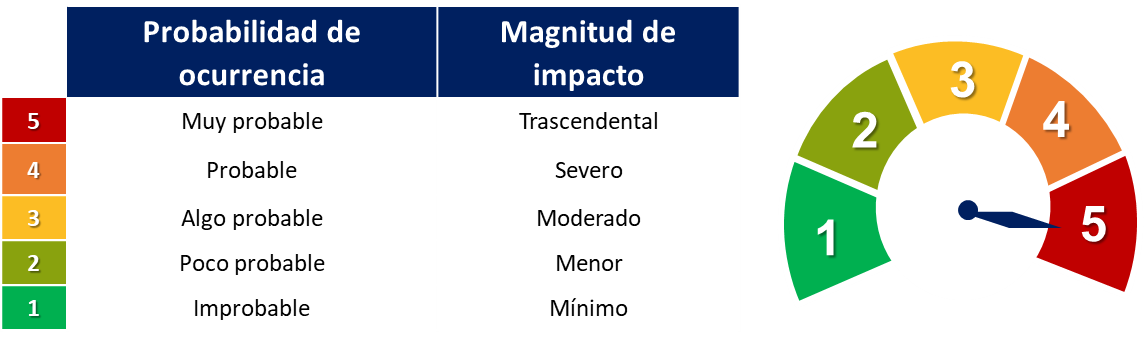 Probabilidad de
ocurrencia
Magnitud de
impacto
5 Muy probable Trascendental
4 Probable Severo
3 Algo probable Moderado
2 Poco probable Menor
1 Improbable Mínimo
1
2
3
4
5